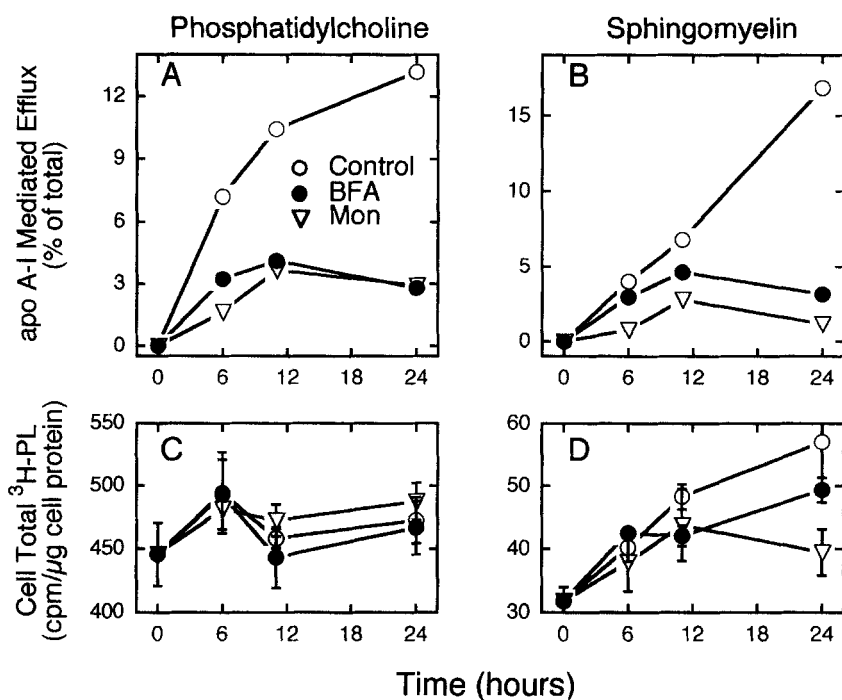 Phosphatidylcholine
Sphingomyelin
apo A-I Mediated Efflux
(% of total)
A
12
9
6
3
0
Control
BFA
Mon
0 6 12 18 24
B
15
10
5
0
0 6 12 18 24
Cell Total ³H-PL
(cpm/μg cell protein)
C
550
500
450
400
0 6 12 18 24
D
60
50
40
30
0 6 12 18 24
Time (hours)